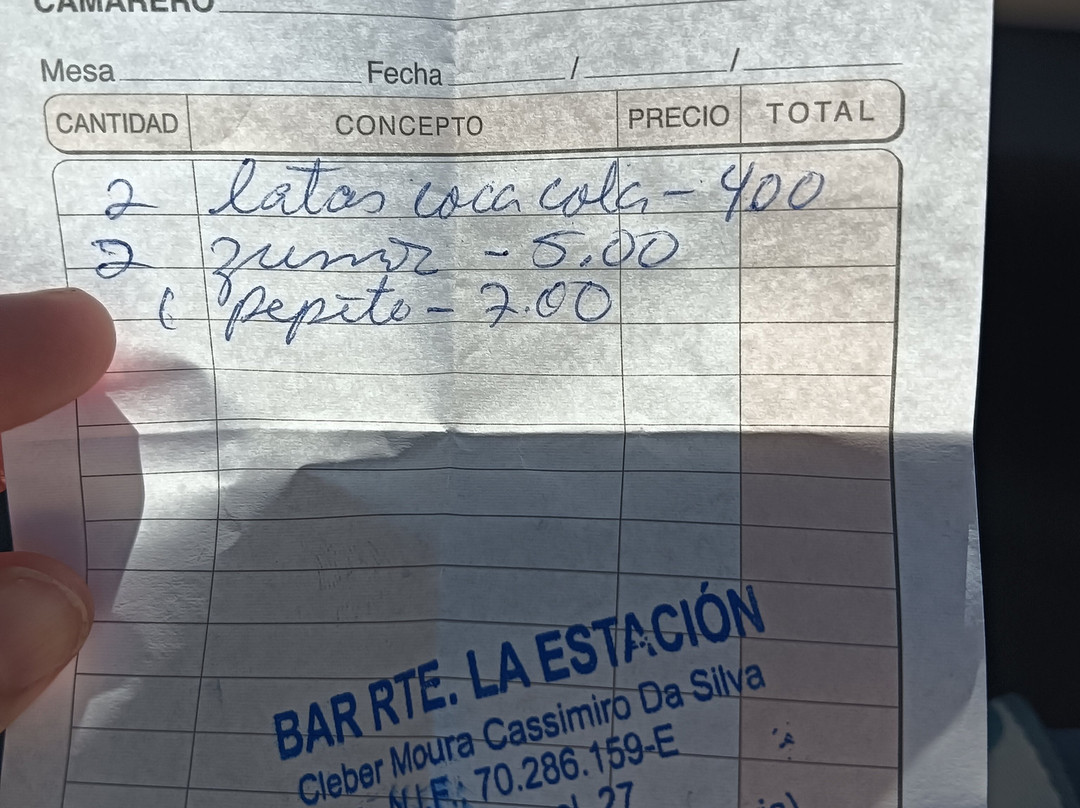 CAMARERO
Mesa Fecha / /
CANTIDAD CONCEPTO PRECIO TOTAL
2 latas coca cola - 400
2 zumos - 5.00
1 pepito - 7.00
BAR RTE. LA ESTACIÓN
Cleber Moura Cassimiro Da Silva
N.I.F.: 70.286.159-E
27